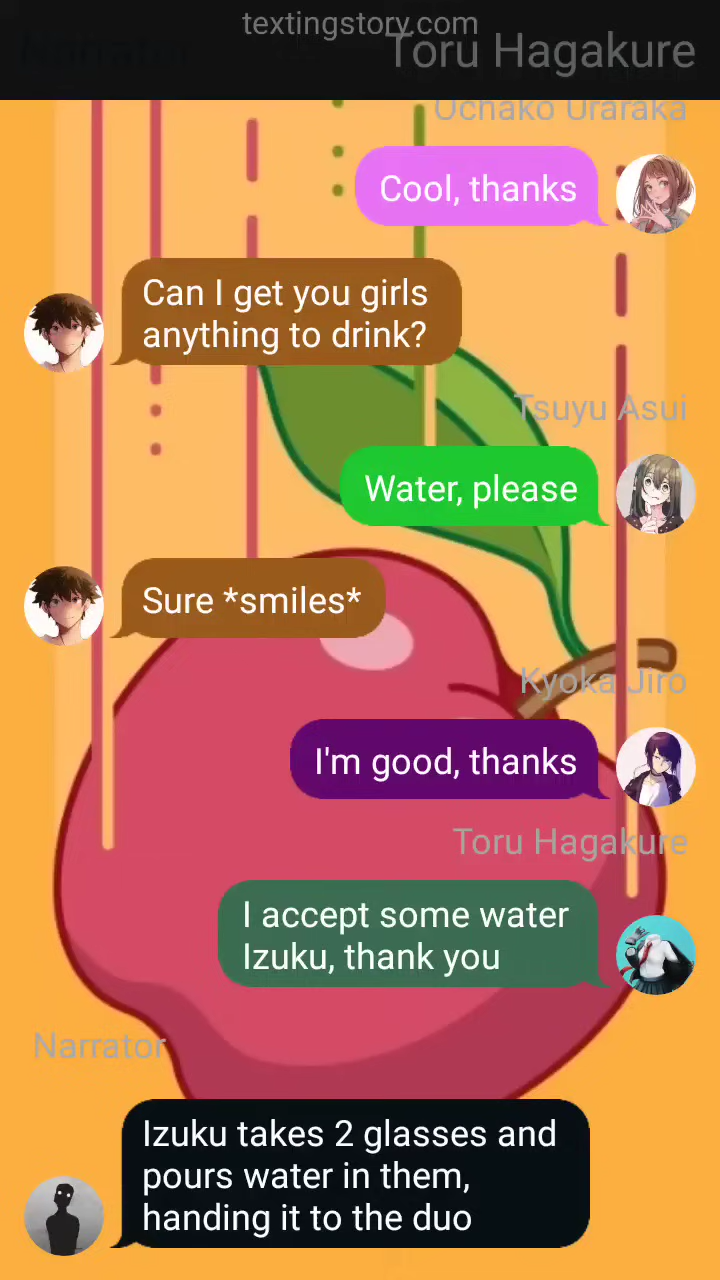 textingstory.com
Narrator
Toru Hagakure
Ochako Uraraka
Cool, thanks
Can I get you girls
anything to drink?
Tsuyu Asui
Water, please
Sure *smiles*
Kyoka Jiro
I'm good, thanks
Toru Hagakure
I accept some water
Izuku, thank you
Narrator
Izuku takes 2 glasses and
pours water in them,
handing it to the duo